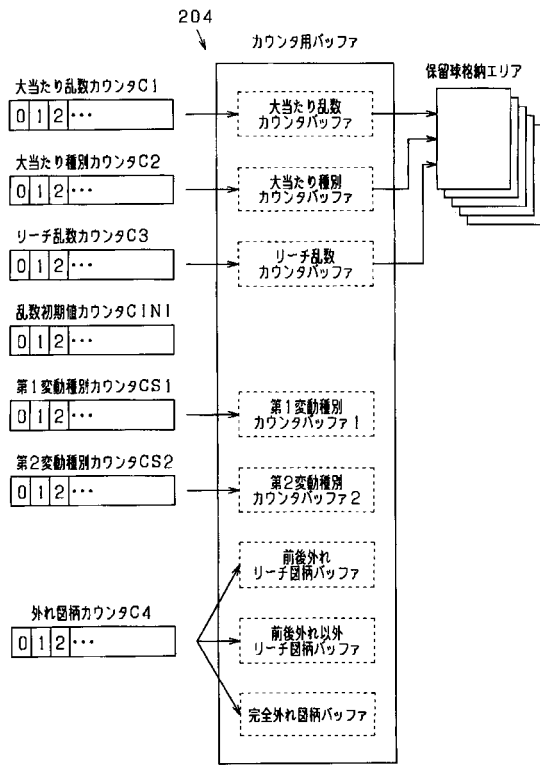 204
カウンタ用バッファ
保留球格納エリア
大当たり乱数カウンタC1
0 1 2 ···
大当たり乱数
カウンタバッファ
大当たり種別カウンタC2
0 1 2 ···
大当たり種別
カウンタバッファ
リーチ乱数カウンタC3
0 1 2 ···
リーチ乱数
カウンタバッファ
乱数初期値カウンタCINI
0 1 2 ···
第1変動種別カウンタCS1
0 1 2 ···
第1変動種別
カウンタバッファ1
第2変動種別カウンタCS2
0 1 2 ···
第2変動種別
カウンタバッファ2
前後外れ
リーチ図柄バッファ
外れ図柄カウンタC4
0 1 2 ···
前後外れ以外
リーチ図柄バッファ
完全外れ図柄バッファ